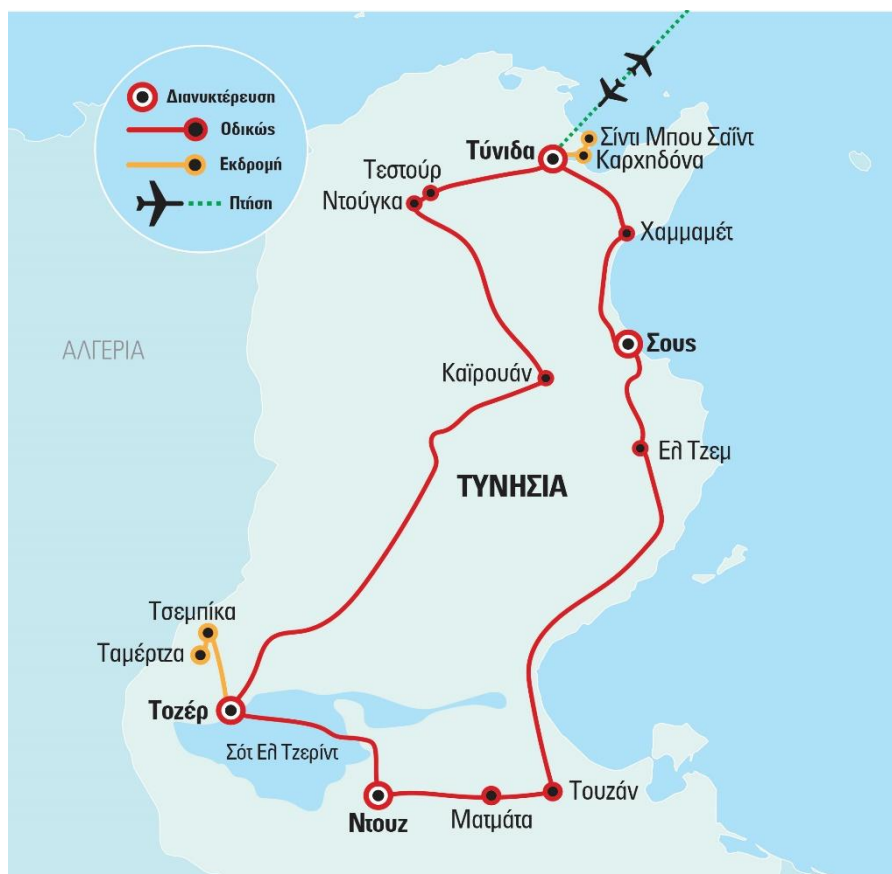 Διανυκτέρευση
Οδικώς
Εκδρομή
Πτήση
Σίντι Μπου Σαΐντ
Τύνιδα
Καρχηδόνα
Τεστούρ
Ντούγκα
Χαμμαμέτ
ΑΛΓΕΡΙΑ
Σους
Καϊρουάν
Ελ Τζεμ
ΤΥΝΗΣΙΑ
Τσεμπίκα
Ταμέρτζα
Τοζέρ
Σότ Ελ Τζερίντ
Ντουζ
Ματμάτα
Τουζάν